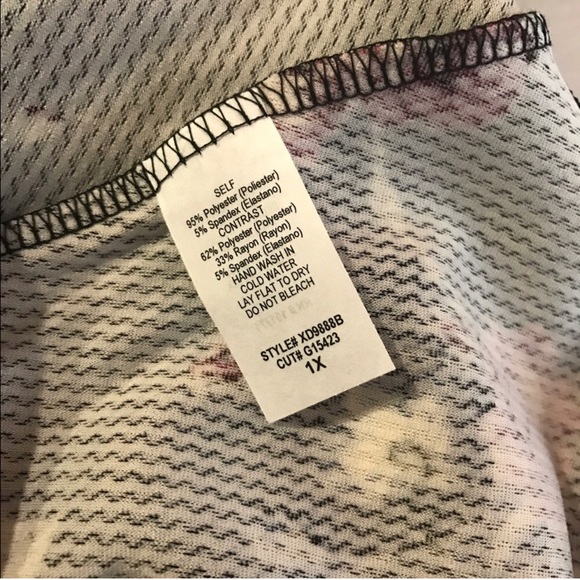 SELF
95% Polyester (Poliester)
5% Spandex (Elastano)
CONTRAST
62% Polyester (Polyester)
33% Rayon (Rayon)
5% Spandex (Elastano)
HAND WASH IN
COLD WATER
LAY FLAT TO DRY
DO NOT BLEACH
STYLE# XD9888B
CUT# G15423
1X